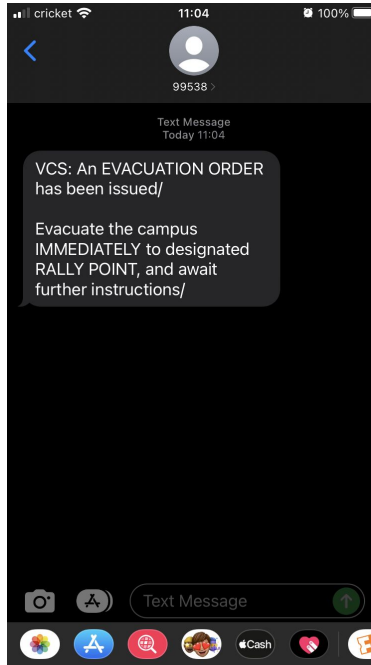 cricket
11:04
100%
99538
Text Message
Today 11:04
VCS: An EVACUATION ORDER
has been issued/
Evacuate the campus
IMMEDIATELY to designated
RALLY POINT, and await
further instructions/
Text Message
Cash